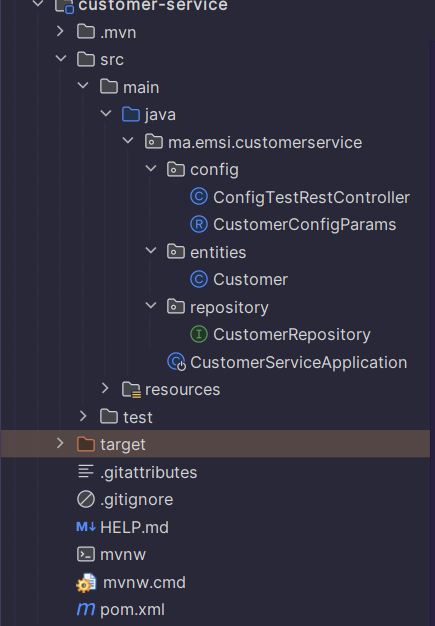 customer-service
.mvn
src
main
java
ma.emsi.customerservice
config
C ConfigTestRestController
R CustomerConfigParams
entities
C Customer
repository
I CustomerRepository
C CustomerServiceApplication
resources
test
target
.gitattributes
.gitignore
M↓ HELP.md
mvnw
mvnw.cmd
m pom.xml